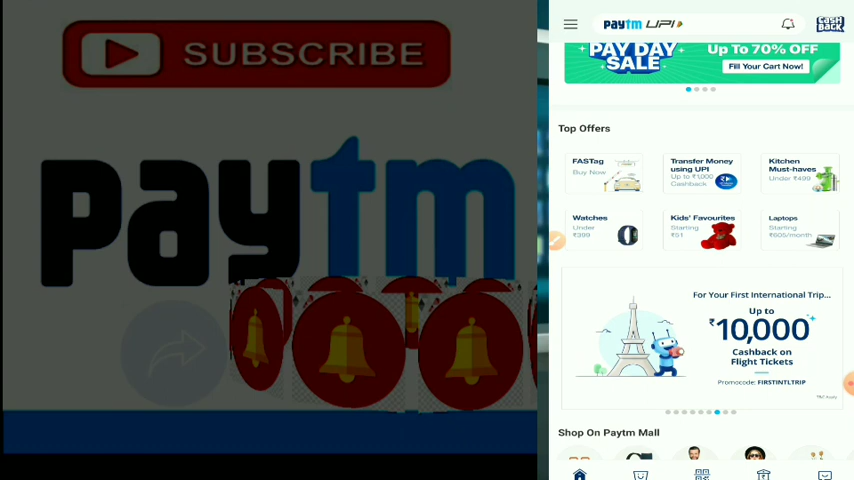 SUBSCRIBE
paytm
paytm UPI
CASH
BACK
PAY DAY
SALE
Up To 70% OFF
Fill Your Cart Now!
Top Offers
FASTag
Buy Now
Transfer Money
using UPI
Up to ₹1,000
Cashback
Kitchen
Must-haves
Under ₹499
Watches
Under
₹399
Kids' Favourites
Starting
₹51
Laptops
Starting
₹605/month
For Your First International Trip...
Up to
₹10,000
Cashback on
Flight Tickets
Promocode: FIRSTINTLTRIP
*T&C Apply
Shop On Paytm Mall